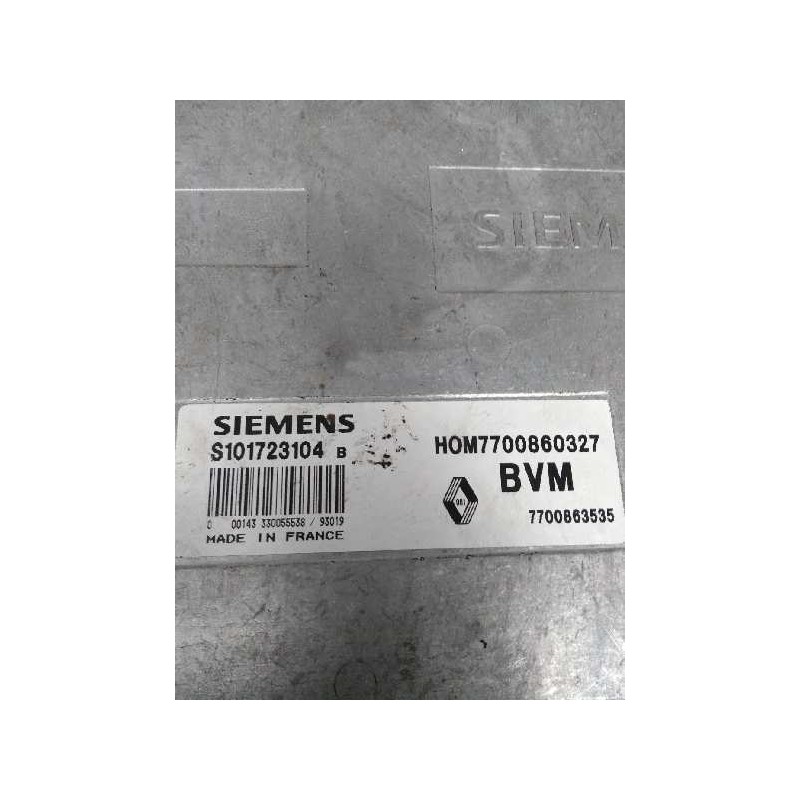 SIEM
SIEMENS
S101723104 B
0 00143 330055538 / 93019
MADE IN FRANCE
HOM7700860327
BVM
7700863535